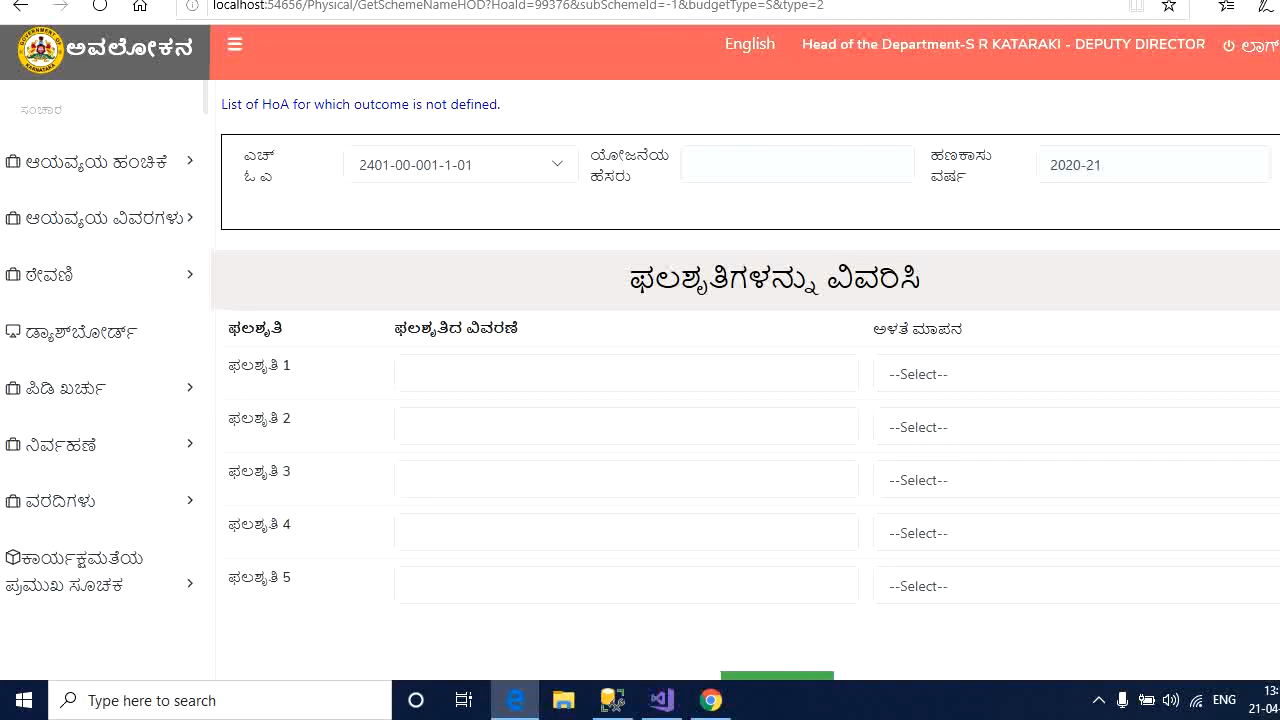 localhost:54656/Physical/GetSchemeNameHOD?HoaId=99376&subSchemeId=-1&budgetType=S&type=2
ಅವಲೋಕನ
English
Head of the Department-S R KATARAKI - DEPUTY DIRECTOR
ಲಾಗ್
ಸಂಚಾರ
List of HoA for which outcome is not defined.
ಎಚ್ ಓ ಎ
2401-00-001-1-01
ಯೋಜನೆಯ ಹೆಸರು
ಹಣಕಾಸು ವರ್ಷ
2020-21
ಆಯವ್ಯಯ ಹಂಚಿಕೆ
ಆಯವ್ಯಯ ವಿವರಗಳು
ಠೇವಣಿ
ಡ್ಯಾಶ್‌ಬೋರ್ಡ್
ಪಿಡಿ ಖರ್ಚು
ನಿರ್ವಹಣೆ
ವರದಿಗಳು
ಕಾರ್ಯಕ್ಷಮತೆಯ
ಪ್ರಮುಖ ಸೂಚಕ
ಫಲಶೃತಿಗಳನ್ನು ವಿವರಿಸಿ
ಫಲಶೃತಿ ಫಲಶೃತಿದ ವಿವರಣೆ ಅಳತೆ ಮಾಪನ
ಫಲಶೃತಿ 1 --Select--
ಫಲಶೃತಿ 2 --Select--
ಫಲಶೃತಿ 3 --Select--
ಫಲಶೃತಿ 4 --Select--
ಫಲಶೃತಿ 5 --Select--
Type here to search
ENG
13:
21-04